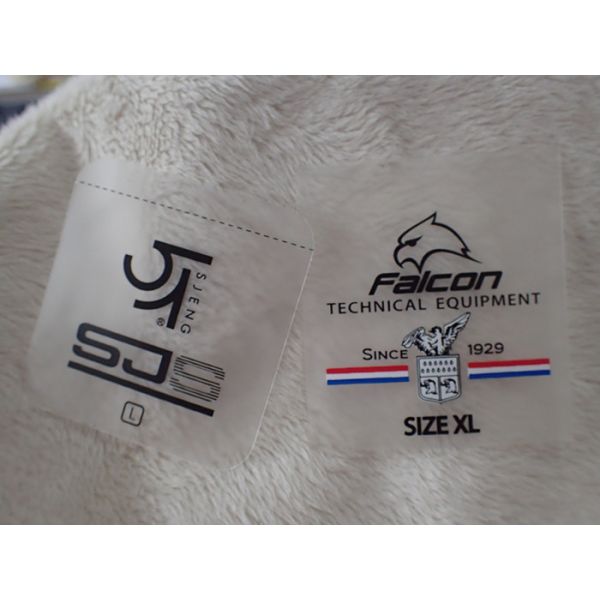 SJENG
®
SJS
L
Falcon
TECHNICAL EQUIPMENT
SINCE 1929
SIZE XL